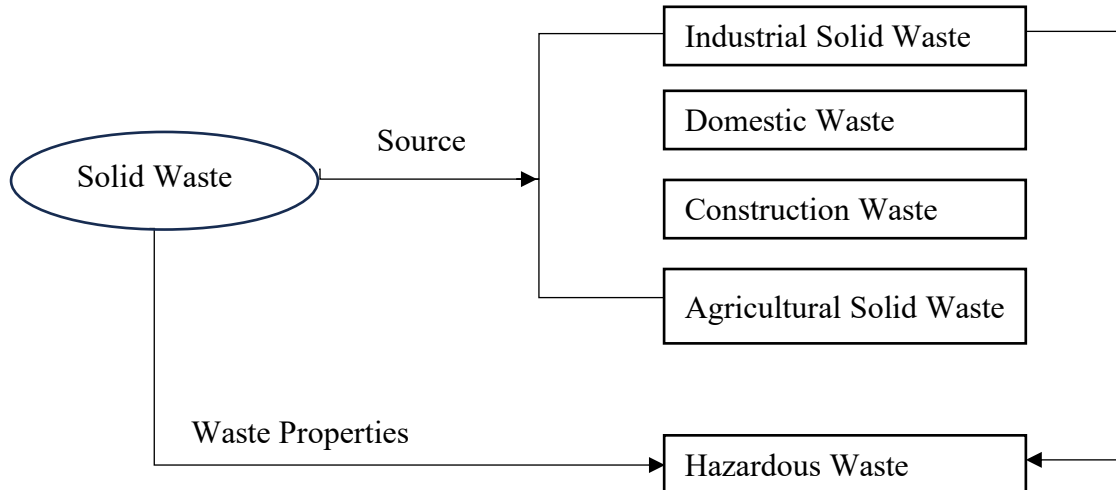 Industrial Solid Waste
Domestic Waste
Source
Solid Waste
Construction Waste
Agricultural Solid Waste
Waste Properties
Hazardous Waste